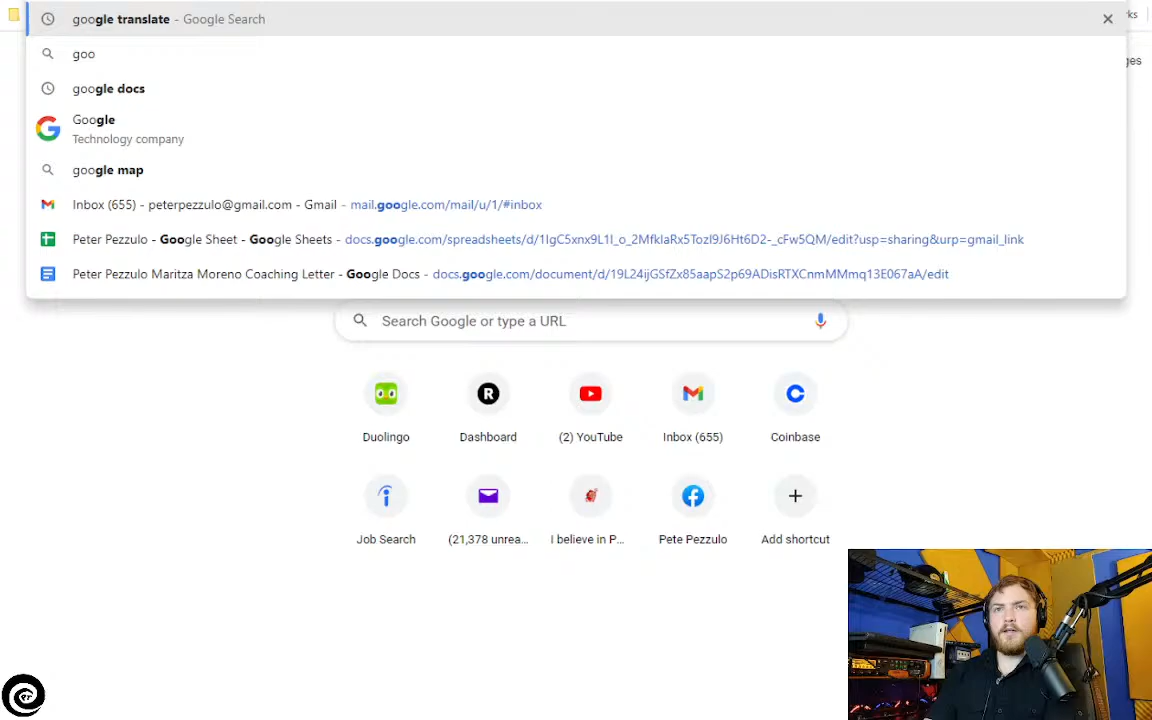 google translate - Google Search
ks
goo
ges
google docs
Google
Technology company
google map
Inbox (655) - peterpezzulo@gmail.com - Gmail - mail.google.com/mail/u/1/#inbox
Peter Pezzulo - Google Sheet - Google Sheets - docs.google.com/spreadsheets/d/1IgC5xnx9L1l_o_2MfklaRx5TozI9J6Ht6D2-_cFw5QM/edit?usp=sharing&urp=gmail_link
Peter Pezzulo Maritza Moreno Coaching Letter - Google Docs - docs.google.com/document/d/19L24ijGSfZx85aapS2p69ADisRTXCnmMMmq13E067aA/edit
Search Google or type a URL
Duolingo
Dashboard
(2) YouTube
Inbox (655)
Coinbase
Job Search
(21,378 unrea...
I believe in P...
Pete Pezzulo
Add shortcut